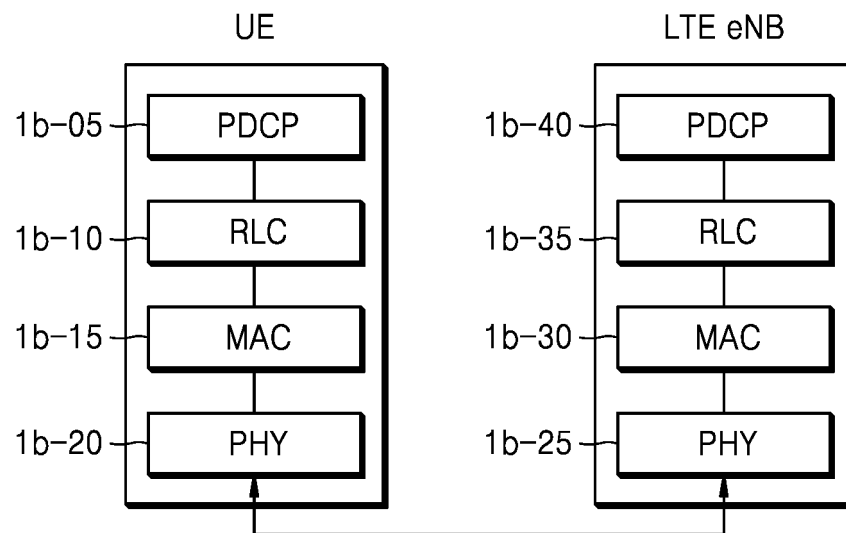 UE
LTE eNB
1b-05
PDCP
1b-40
PDCP
1b-10
RLC
1b-35
RLC
1b-15
MAC
1b-30
MAC
1b-20
PHY
1b-25
PHY